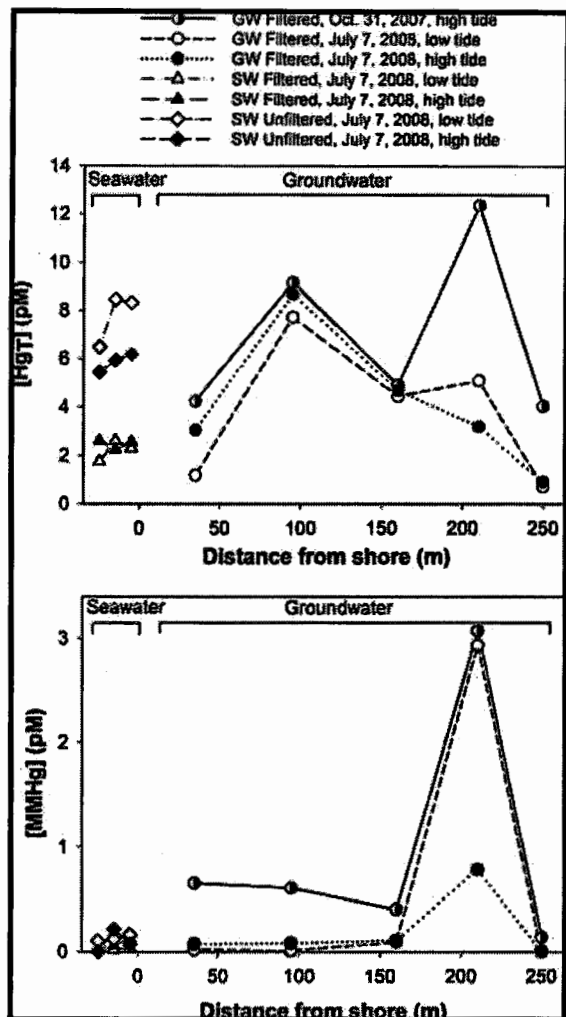 GW Filtered, Oct. 31, 2007, high tide
GW Filtered, July 7, 2008, low tide
GW Filtered, July 7, 2008, high tide
SW Filtered, July 7, 2008, low tide
SW Filtered, July 7, 2008, high tide
SW Unfiltered, July 7, 2008, low tide
SW Unfiltered, July 7, 2008, high tide
14
12
10
8
6
4
2
0
[HgT] (pM)
Seawater
Groundwater
0
50
100
150
200
250
Distance from shore (m)
3
2
1
0
[MMHg] (pM)
Seawater
Groundwater
0
50
100
150
200
250
Distance from shore (m)